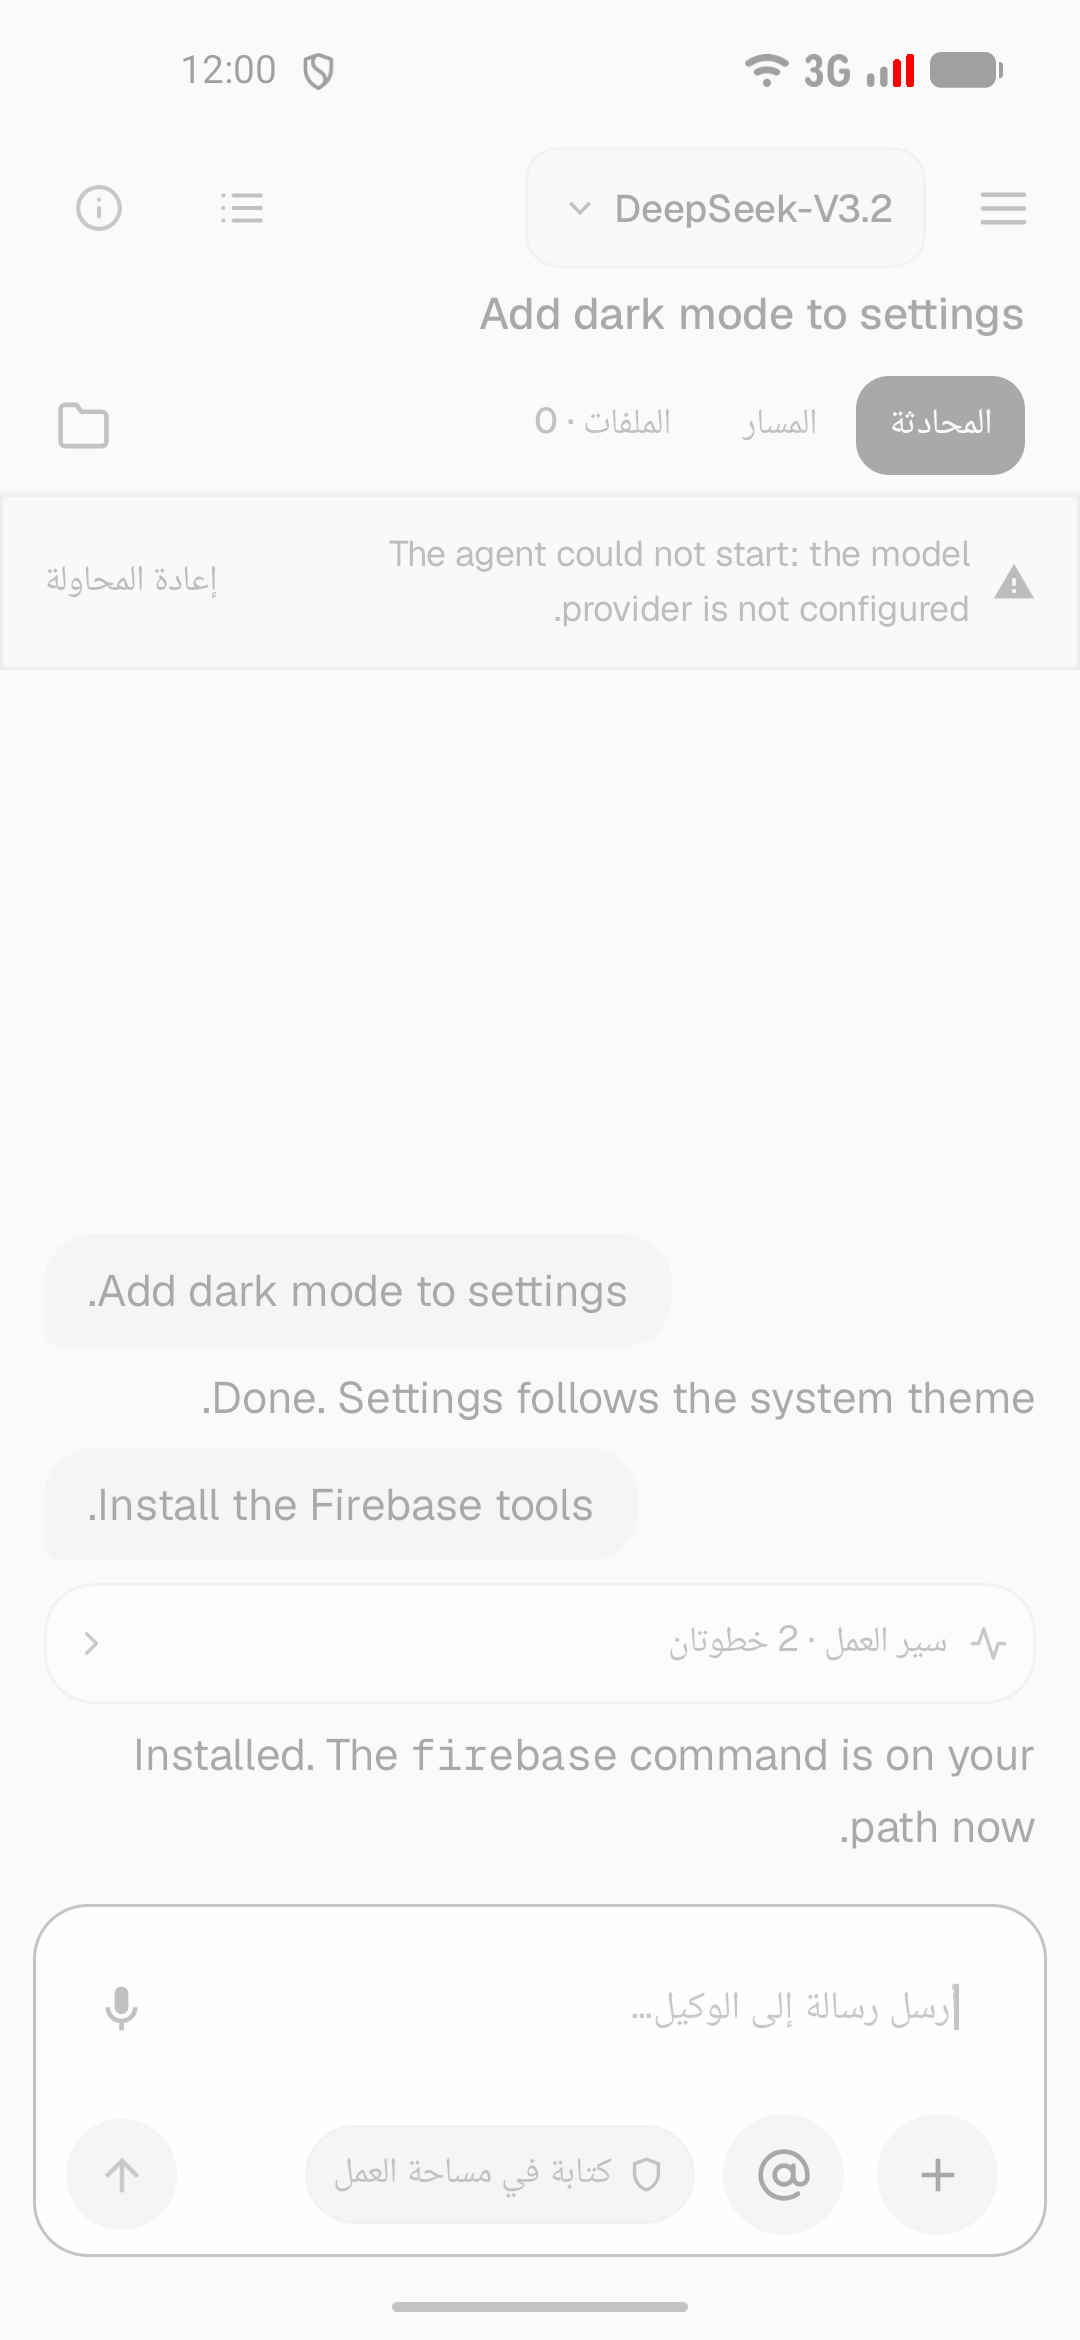 12:00
3G
DeepSeek-V3.2
Add dark mode to settings
المحادثة
المسار
الملفات · 0
The agent could not start: the model
provider is not configured.
إعادة المحاولة
Add dark mode to settings.
Done. Settings follows the system theme.
Install the Firebase tools.
سير العمل · 2 خطوتان
Installed. The firebase command is on your
path now.
أرسل رسالة إلى الوكيل...
كتابة في مساحة العمل